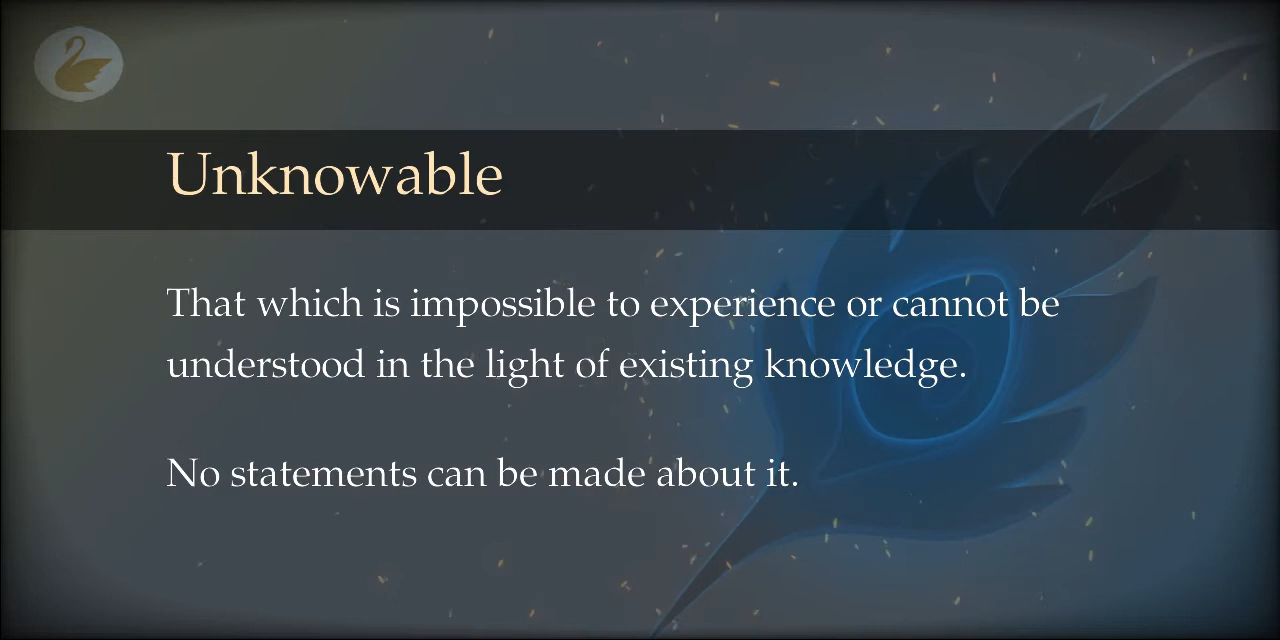 Unknowable
That which is impossible to experience or cannot be
understood in the light of existing knowledge.
No statements can be made about it.